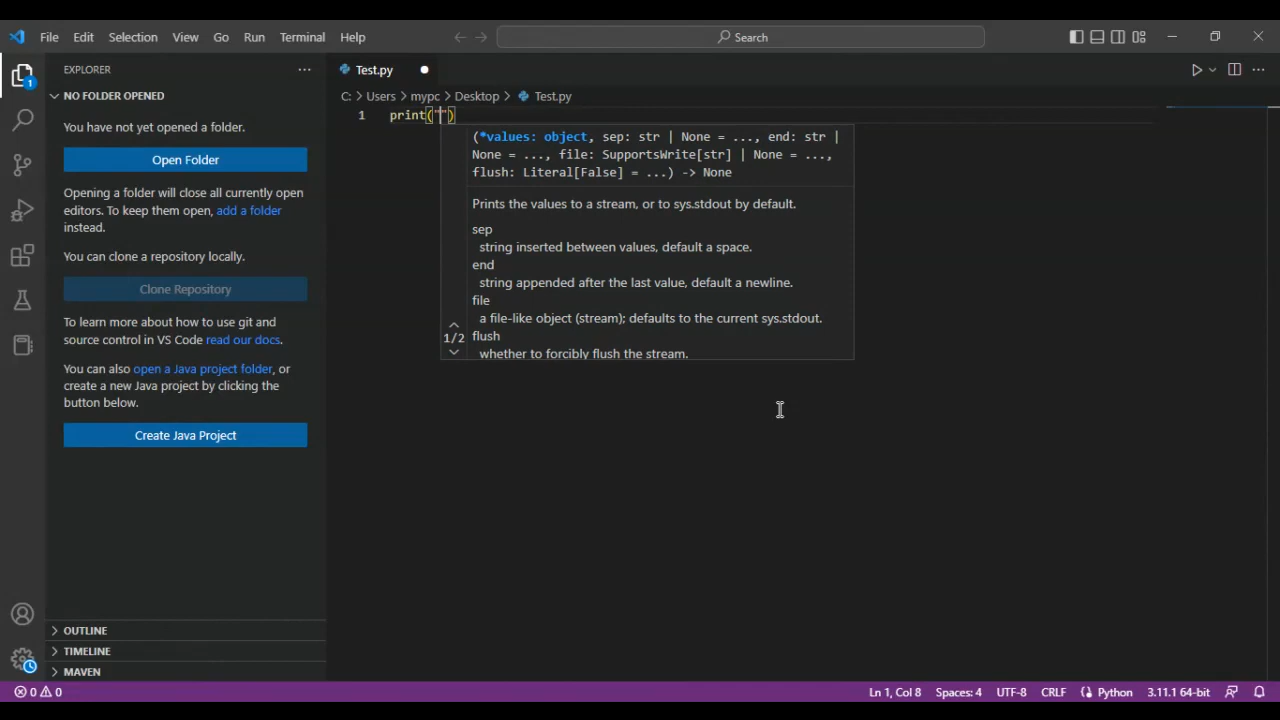 File Edit Selection View Go Run Terminal Help Search
EXPLORER
NO FOLDER OPENED
You have not yet opened a folder.
Open Folder
Opening a folder will close all currently open
editors. To keep them open, add a folder
instead.
You can clone a repository locally.
Clone Repository
To learn more about how to use git and
source control in VS Code read our docs.
You can also open a Java project folder, or
create a new Java project by clicking the
button below.
Create Java Project
OUTLINE
TIMELINE
MAVEN
1
Test.py
C: > Users > mypc > Desktop > Test.py
1 print("")
(*values: object, sep: str | None = ..., end: str |
None = ..., file: SupportsWrite[str] | None = ...,
flush: Literal[False] = ...) -> None
Prints the values to a stream, or to sys.stdout by default.
sep
string inserted between values, default a space.
end
string appended after the last value, default a newline.
file
a file-like object (stream); defaults to the current sys.stdout.
flush
whether to forcibly flush the stream.
1/2
0 0 Ln 1, Col 8 Spaces: 4 UTF-8 CRLF Python 3.11.1 64-bit